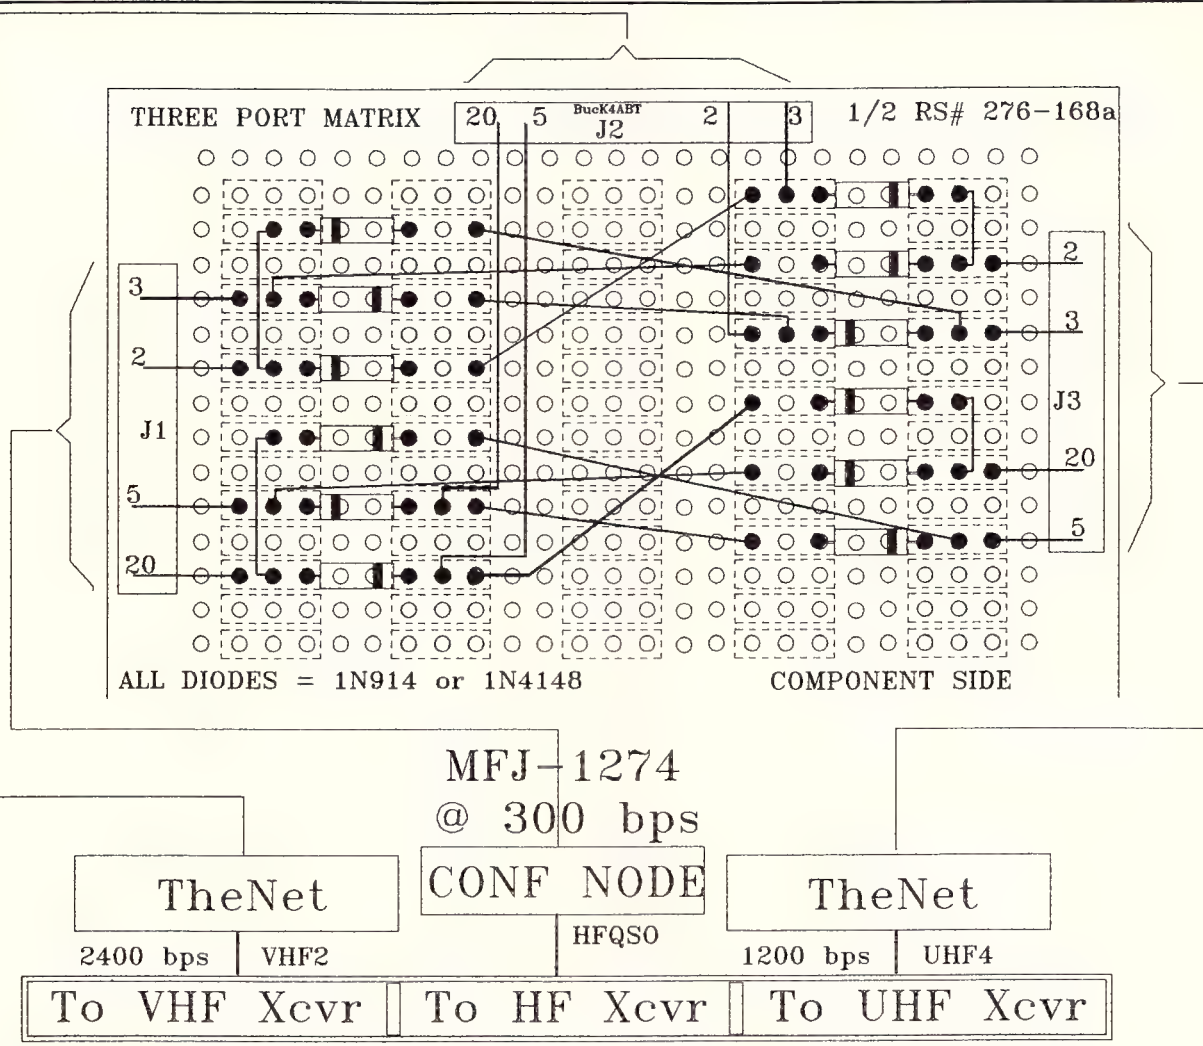 THREE PORT MATRIX
20 5 BucK4ABT 2 3
J2
1/2 RS# 276-168a
3
2
J1
5
20
2
3
J3
20
5
ALL DIODES = 1N914 or 1N4148
COMPONENT SIDE
MFJ-1274
@ 300 bps
TheNet
CONF NODE
TheNet
2400 bps VHF2
HFQSO
1200 bps UHF4
To VHF Xcvr
To HF Xcvr
To UHF Xcvr